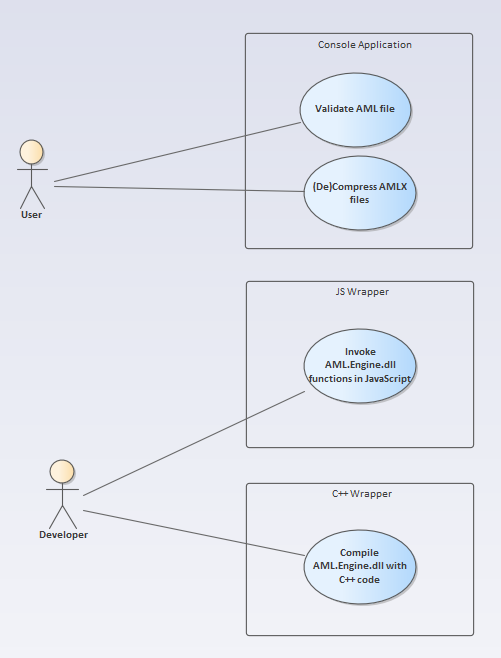 Console Application
Validate AML file
(De)Compress AMLX
files
User
JS Wrapper
Invoke
AML.Engine.dll
functions in JavaScript
Developer
C++ Wrapper
Compile
AML.Engine.dll with
C++ code